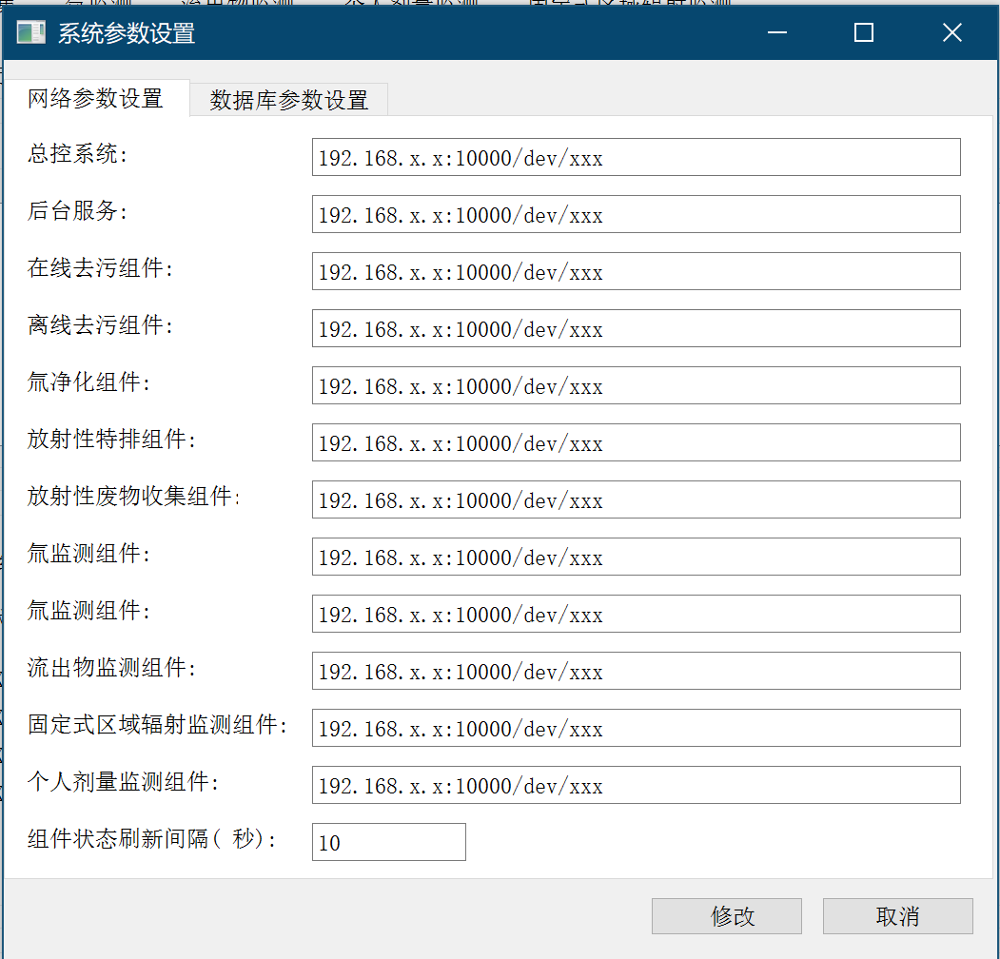 系统参数设置
网络参数设置 数据库参数设置
总控系统: 192.168.x.x:10000/dev/xxx
后台服务: 192.168.x.x:10000/dev/xxx
在线去污组件: 192.168.x.x:10000/dev/xxx
离线去污组件: 192.168.x.x:10000/dev/xxx
氚净化组件: 192.168.x.x:10000/dev/xxx
放射性特排组件: 192.168.x.x:10000/dev/xxx
放射性废物收集组件: 192.168.x.x:10000/dev/xxx
氚监测组件: 192.168.x.x:10000/dev/xxx
氚监测组件: 192.168.x.x:10000/dev/xxx
流出物监测组件: 192.168.x.x:10000/dev/xxx
固定式区域辐射监测组件: 192.168.x.x:10000/dev/xxx
个人剂量监测组件: 192.168.x.x:10000/dev/xxx
组件状态刷新间隔( 秒): 10
修改 取消